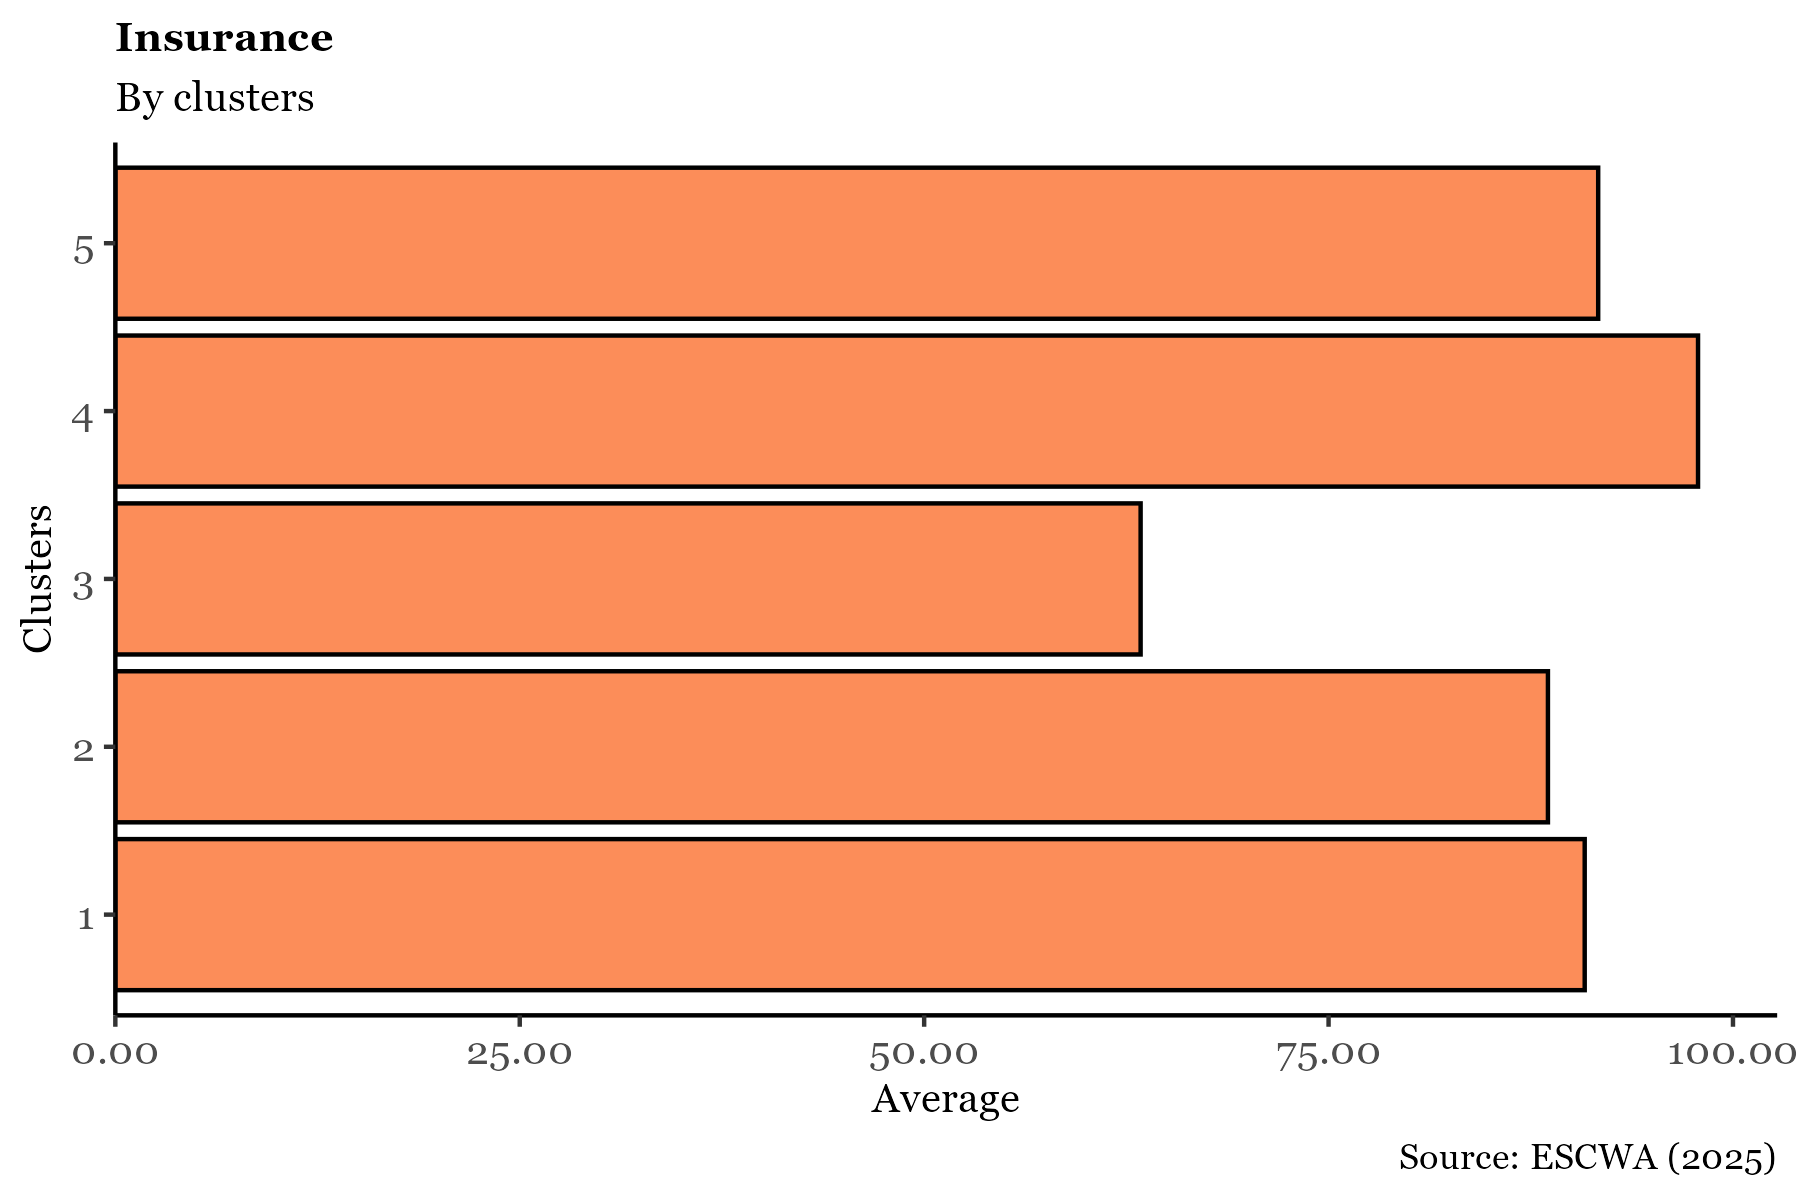 Insurance
By clusters
5
4
3
2
1
Clusters
0.00 25.00 50.00 75.00 100.00
Average
Source: ESCWA (2025)